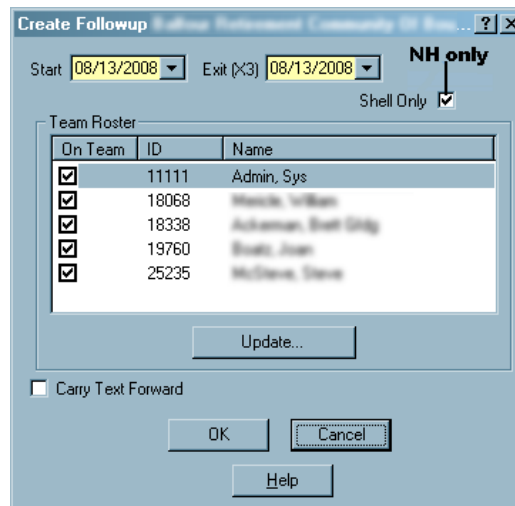 Create Followup ...
Start 08/13/2008 Exit (X3) 08/13/2008 NH only
Shell Only
Team Roster
On Team ID Name
11111 Admin, Sys
18068
18338
19760
25235
Update...
Carry Text Forward
OK Cancel
Help